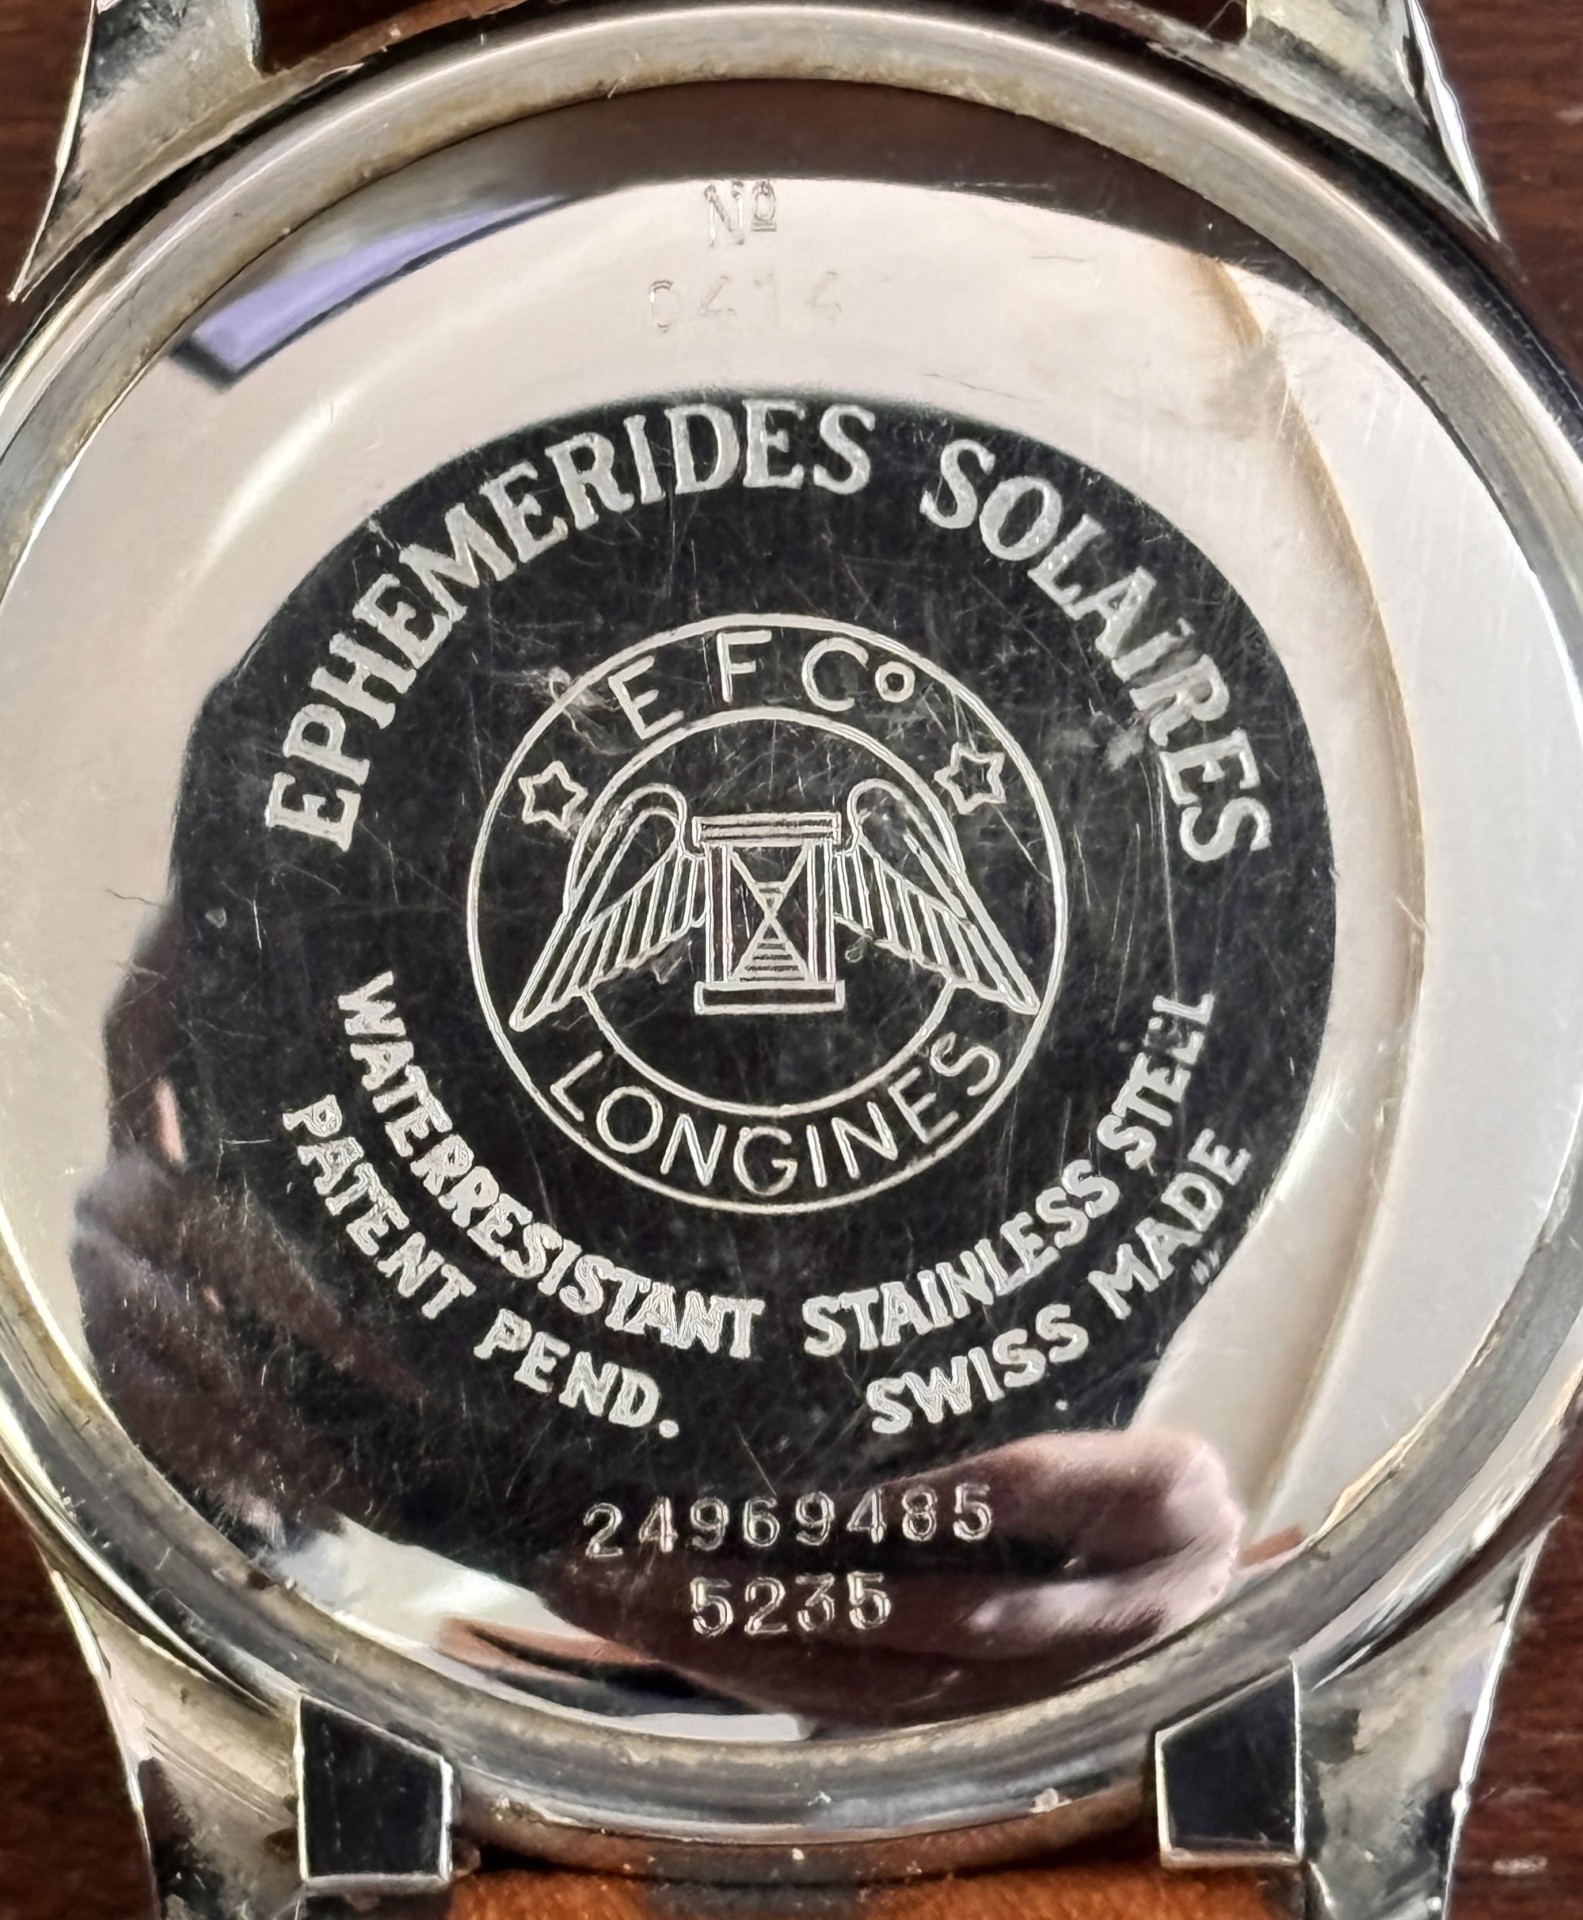 Nº
0414
EPHEMERIDES SOLAiRES
E F Cº
LONGINES
WATERRESISTANT STAINLESS STEEL
PATENT PEND. SWISS MADE
24969485
5235